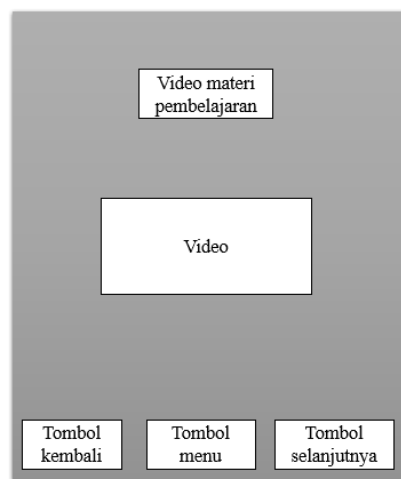 Video materi
pembelajaran
Video
Tombol
kembali
Tombol
menu
Tombol
selanjutnya